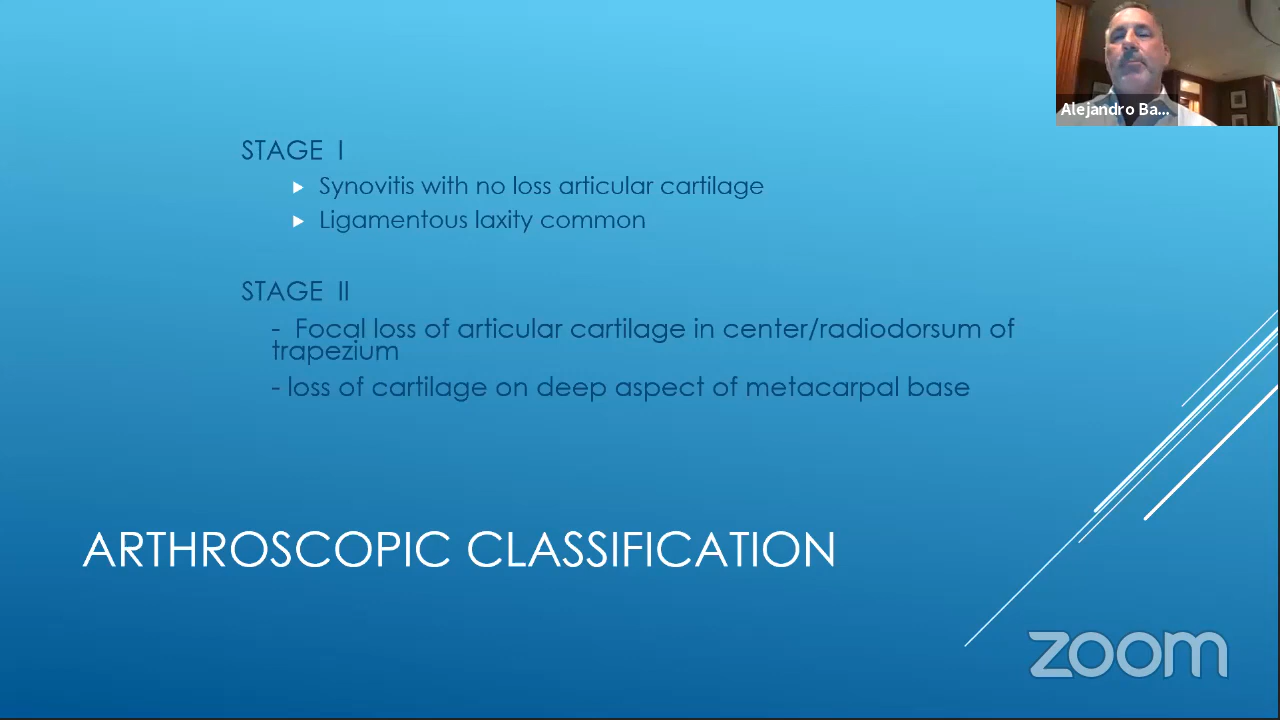 Alejandro Ba...
STAGE I
Synovitis with no loss articular cartilage
Ligamentous laxity common
STAGE II
- Focal loss of articular cartilage in center/radiodorsum of
trapezium
- loss of cartilage on deep aspect of metacarpal base
ARTHROSCOPIC CLASSIFICATION
zoom